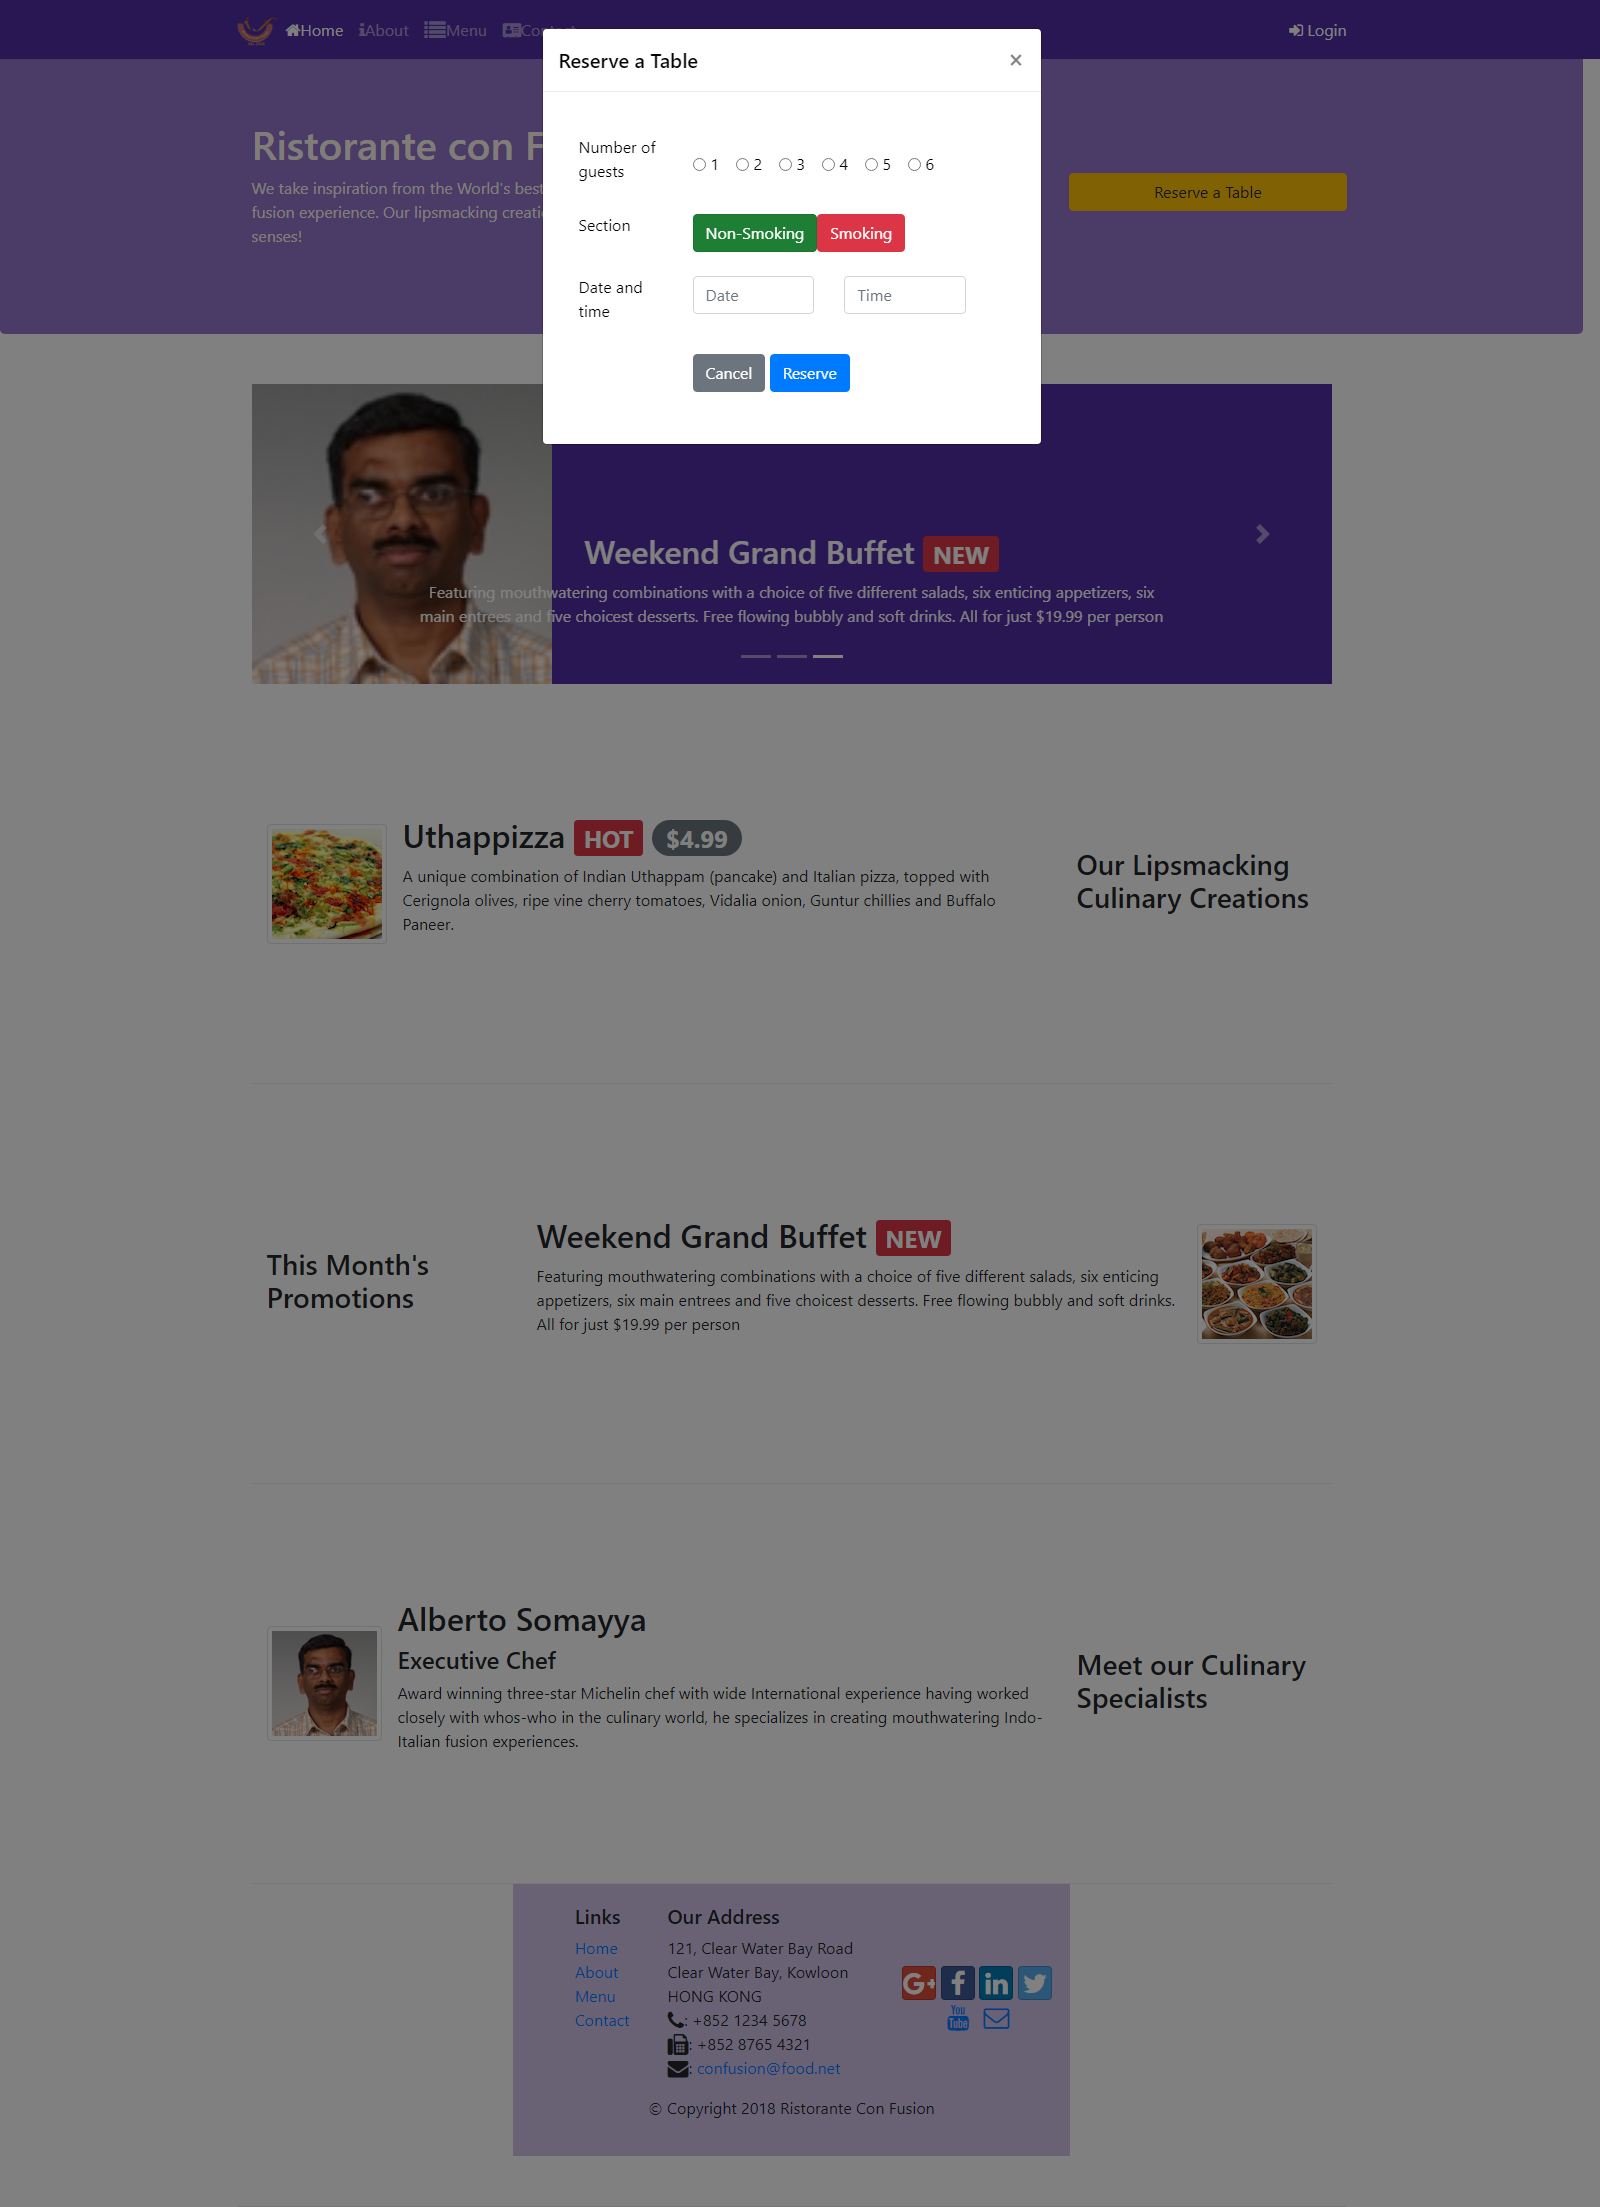 Home About Menu Login
Reserve a Table ×
Ristorante con F
We take inspiration from the World's best
fusion experience. Our lipsmacking creati
senses!
Reserve a Table
Number of
guests
1 2 3 4 5 6
Section
Non-Smoking Smoking
Date and
time
Date Time
Cancel Reserve
Weekend Grand Buffet NEW
Featuring mouthwatering combinations with a choice of five different salads, six enticing appetizers, six
main entrees and five choicest desserts. Free flowing bubbly and soft drinks. All for just $19.99 per person
Uthappizza HOT $4.99
A unique combination of Indian Uthappam (pancake) and Italian pizza, topped with
Cerignola olives, ripe vine cherry tomatoes, Vidalia onion, Guntur chillies and Buffalo
Paneer.
Our Lipsmacking
Culinary Creations
This Month's
Promotions
Weekend Grand Buffet NEW
Featuring mouthwatering combinations with a choice of five different salads, six enticing
appetizers, six main entrees and five choicest desserts. Free flowing bubbly and soft drinks.
All for just $19.99 per person
Alberto Somayya
Executive Chef
Award winning three-star Michelin chef with wide International experience having worked
closely with whos-who in the culinary world, he specializes in creating mouthwatering Indo-
Italian fusion experiences.
Meet our Culinary
Specialists
Links
Home
About
Menu
Contact
Our Address
121, Clear Water Bay Road
Clear Water Bay, Kowloon
HONG KONG
: +852 1234 5678
: +852 8765 4321
: confusion@food.net
G+ f in
You
Tube
© Copyright 2018 Ristorante Con Fusion